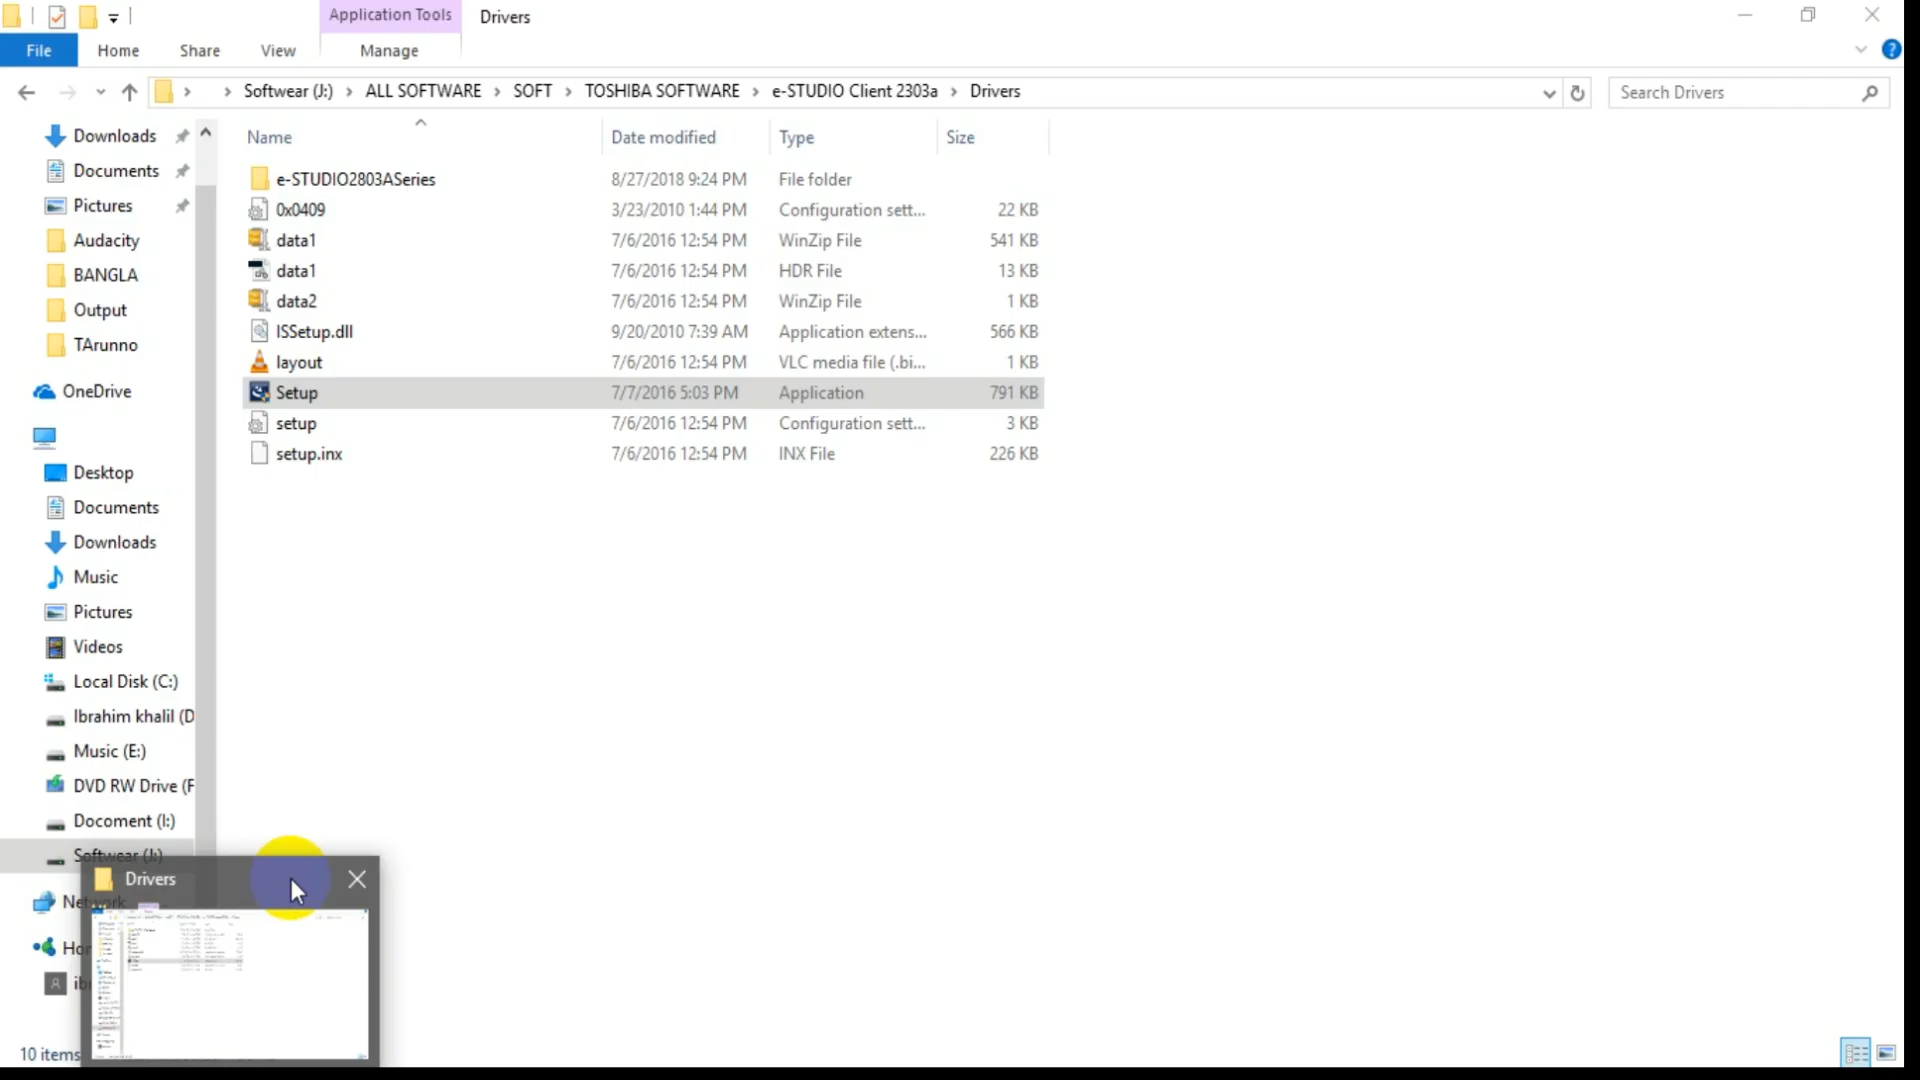 Application Tools Drivers
File Home Share View Manage
Softwear (J:) ALL SOFTWARE SOFT TOSHIBA SOFTWARE e-STUDIO Client 2303a Drivers Search Drivers
Name Date modified Type Size
e-STUDIO2803ASeries 8/27/2018 9:24 PM File folder
0x0409 3/23/2010 1:44 PM Configuration sett... 22 KB
data1 7/6/2016 12:54 PM WinZip File 541 KB
data1 7/6/2016 12:54 PM HDR File 13 KB
data2 7/6/2016 12:54 PM WinZip File 1 KB
ISSetup.dll 9/20/2010 7:39 AM Application extens... 566 KB
layout 7/6/2016 12:54 PM VLC media file (.bi... 1 KB
Setup 7/7/2016 5:03 PM Application 791 KB
setup 7/6/2016 12:54 PM Configuration sett... 3 KB
setup.inx 7/6/2016 12:54 PM INX File 226 KB
Downloads
Documents
Pictures
Audacity
BANGLA
Output
TArunno
OneDrive
Desktop
Documents
Downloads
Music
Pictures
Videos
Local Disk (C:)
Ibrahim khalil (D
Music (E:)
DVD RW Drive (F
Docoment (I:)
Softwear (J:)
Drivers
Network
10 items